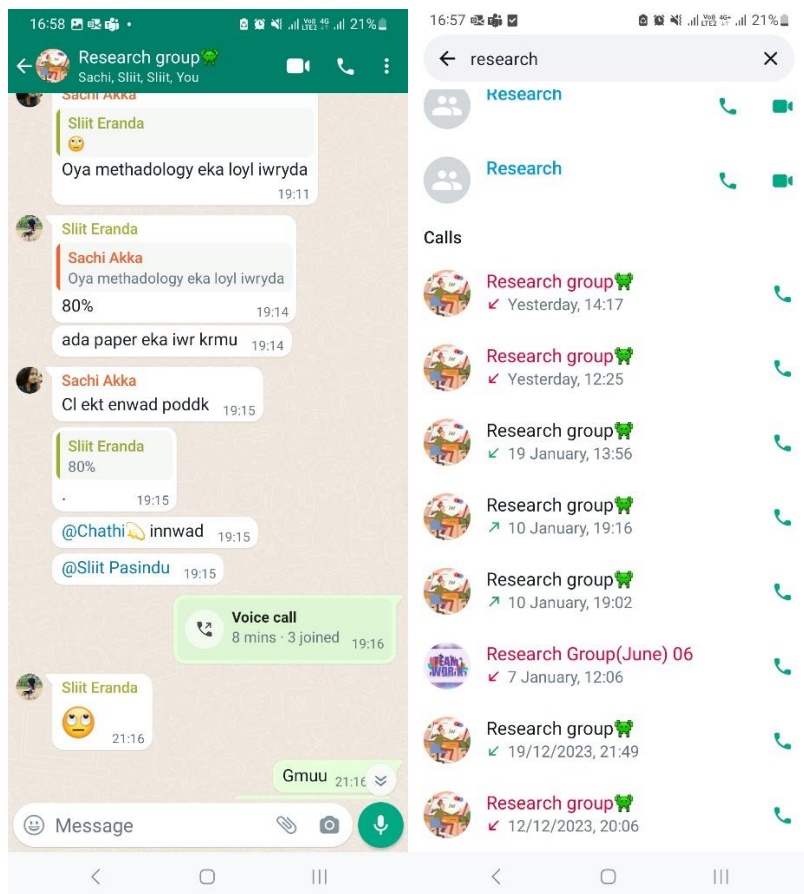 16:58
21%
Research group
Sachi, Sliit, Sliit, You
Sachi Akka
Sliit Eranda
🙄
Oya methadology eka loyl iwryda
19:11
Sliit Eranda
Sachi Akka
Oya methadology eka loyl iwryda
80%
19:14
ada paper eka iwr krmu 19:14
Sachi Akka
Cl ekt enwad poddk 19:15
Sliit Eranda
80%
.
19:15
@Chathi💫 innwad 19:15
@Sliit Pasindu 19:15
Voice call
8 mins · 3 joined 19:16
Sliit Eranda
🙄
21:16
Gmuu 21:16
Message
16:57
21%
research
Research
Research
Calls
Research group
Yesterday, 14:17
Research group
Yesterday, 12:25
Research group
19 January, 13:56
Research group
10 January, 19:16
Research group
10 January, 19:02
TEAM
WORK
Research Group(June) 06
7 January, 12:06
Research group
19/12/2023, 21:49
Research group
12/12/2023, 20:06